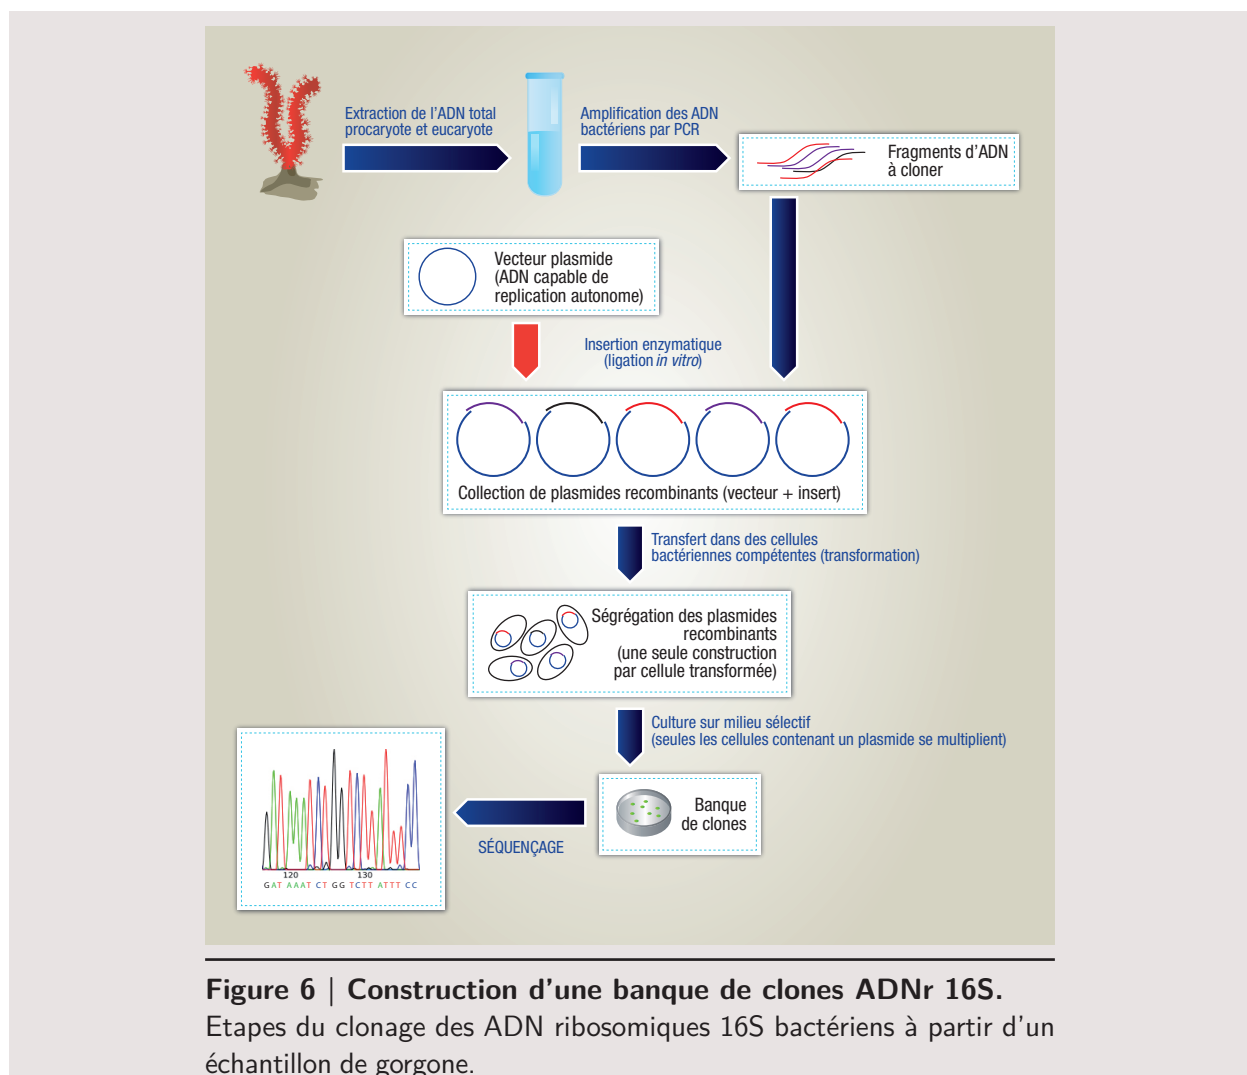 Extraction de l'ADN total
procaryote et eucaryote
Amplification des ADN
bactériens par PCR
Fragments d'ADN
à cloner
Vecteur plasmide
(ADN capable de
replication autonome)
Insertion enzymatique
(ligation in vitro)
Collection de plasmides recombinants (vecteur + insert)
Transfert dans des cellules
bactériennes compétentes (transformation)
Ségrégation des plasmides
recombinants
(une seule construction
par cellule transformée)
Culture sur milieu sélectif
(seules les cellules contenant un plasmide se multiplient)
Banque
de clones
SÉQUENÇAGE
120 130
GAT AAAT CT GG TCTT ATTT CC
Figure 6 | Construction d'une banque de clones ADNr 16S.
Etapes du clonage des ADN ribosomiques 16S bactériens à partir d'un
échantillon de gorgone.